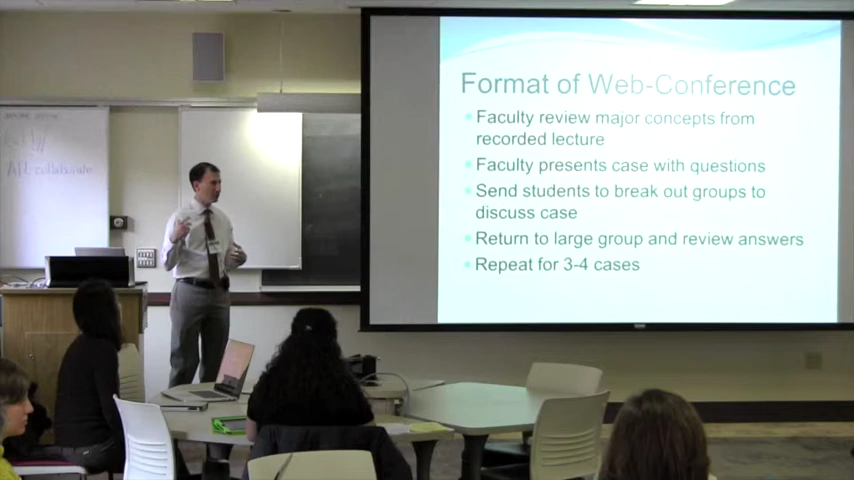 Format of Web-Conference
Faculty review major concepts from
recorded lecture
Faculty presents case with questions
Send students to break out groups to
discuss case
Return to large group and review answers
Repeat for 3-4 cases